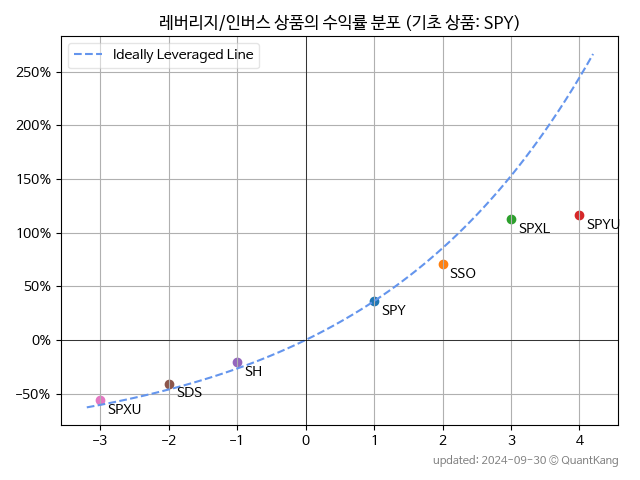 레버리지/인버스 상품의 수익률 분포 (기초 상품: SPY)
Ideally Leveraged Line
250%
200%
150%
100%
50%
0%
−50%
SPXU
SDS
SH
SPY
SSO
SPXL
SPYU
−3 −2 −1 0 1 2 3 4
updated: 2024-09-30 © QuantKang